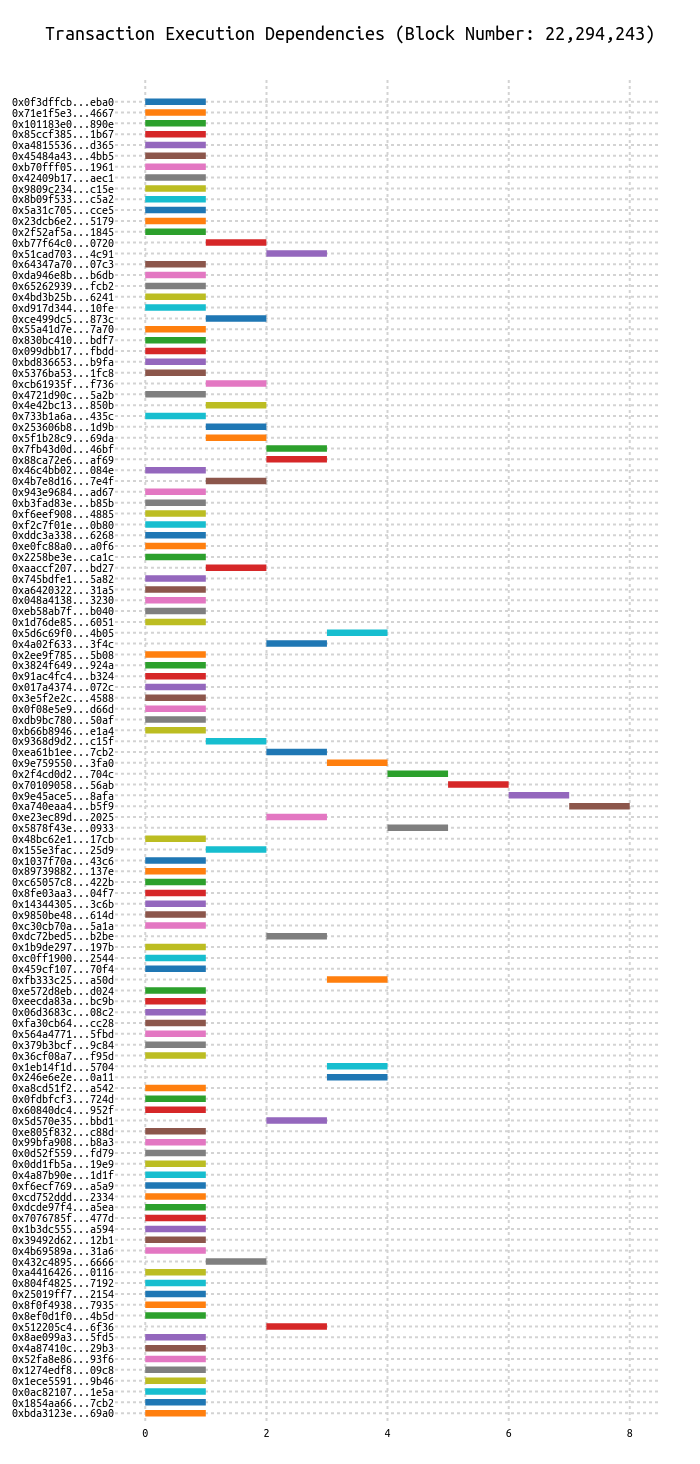 Transaction Execution Dependencies (Block Number: 22,294,243)
0x0f3dffcb...eba0
0x71e1f5e3...4667
0x101183e0...890e
0x85ccf385...1b67
0xa4815536...d365
0x45484a43...4bb5
0xb70fff05...1961
0x42409b17...aec1
0x9809c234...c15e
0x8b09f533...c5a2
0x5a31c705...cce5
0x23dcb6e2...5179
0x2f52af5a...1845
0xb77f64c0...0720
0x51cad703...4c91
0x64347a70...07c3
0xda946e8b...b6db
0x65262939...fcb2
0x4bd3b25b...6241
0xd917d344...10fe
0xce499dc5...873c
0x55a41d7e...7a70
0x830bc410...bdf7
0x099dbb17...fbdd
0xbd836653...b9fa
0x5376ba53...1fc8
0xcb61935f...f736
0x4721d90c...5a2b
0x4e42bc13...850b
0x733b1a6a...435c
0x253606b8...1d9b
0x5f1b28c9...69da
0x7fb43d0d...46bf
0x88ca72e6...af69
0x46c4bb02...084e
0x4b7e8d16...7e4f
0x943e9684...ad67
0xb3fad83e...b85b
0xf6eef908...4885
0xf2c7f01e...0b80
0xddc3a338...6268
0xe0fc88a0...a0f6
0x2258be3e...ca1c
0xaaccf207...bd27
0x745bdfe1...5a82
0xa6420322...31a5
0x048a4138...3230
0xeb58ab7f...b040
0x1d76de85...6051
0x5d6c69f0...4b05
0x4a02f633...3f4c
0x2ee9f785...5b08
0x3824f649...924a
0x91ac4fc4...b324
0x017a4374...072c
0x3e5f2e2c...4588
0x0f08e5e9...d66d
0xdb9bc780...50af
0xb66b8946...e1a4
0x9368d9d2...c15f
0xea61b1ee...7cb2
0x9e759550...3fa0
0x2f4cd0d2...704c
0x70109058...56ab
0x9e45ace5...8afa
0xa740eaa4...b5f9
0xe23ec89d...2025
0x5878f43e...0933
0x48bc62e1...17cb
0x155e3fac...25d9
0x1037f70a...43c6
0x89739882...137e
0xc65057c8...422b
0x8fe03aa3...04f7
0x14344305...3c6b
0x9850be48...614d
0xc30cb70a...5a1a
0xdc72bed5...b2be
0x1b9de297...197b
0xc0ff1900...2544
0x459cf107...70f4
0xfb333c25...a50d
0xe572d8eb...d024
0xeecda83a...bc9b
0x06d3683c...08c2
0xfa30cb64...cc28
0x564a4771...5fbd
0x379b3bcf...9c84
0x36cf08a7...f95d
0x1eb14f1d...5704
0x246e6e2e...0a11
0xa8cd51f2...a542
0x0fdbfcf3...724d
0x60840dc4...952f
0x5d570e35...bbd1
0xe805f832...c88d
0x99bfa908...b8a3
0x0d52f559...fd79
0x0dd1fb5a...19e9
0x4a87b90e...1d1f
0xf6ecf769...a5a9
0xcd752ddd...2334
0xdcde97f4...a5ea
0x7076785f...477d
0x1b3dc555...a594
0x39492d62...12b1
0x4b69589a...31a6
0x432c4895...6666
0xa4416426...0116
0x804f4825...7192
0x25019ff7...2154
0x8f0f4938...7935
0x8ef0d1f0...4b5d
0x512205c4...6f36
0x8ae099a3...5fd5
0x4a87410c...29b3
0x52fa8e86...93f6
0x1274edf8...09c8
0x1ece5591...9b46
0x0ac82107...1e5a
0x1854aa66...7cb2
0xbda3123e...69a0
0 2 4 6 8